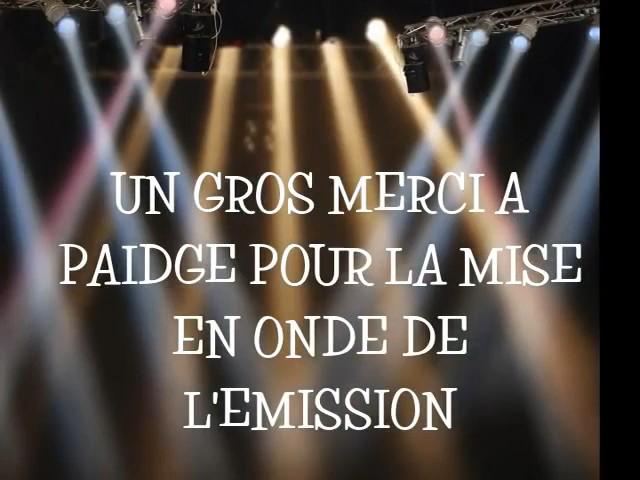 UN GROS MERCI A
PAIDGE POUR LA MISE
EN ONDE DE
L'EMISSION